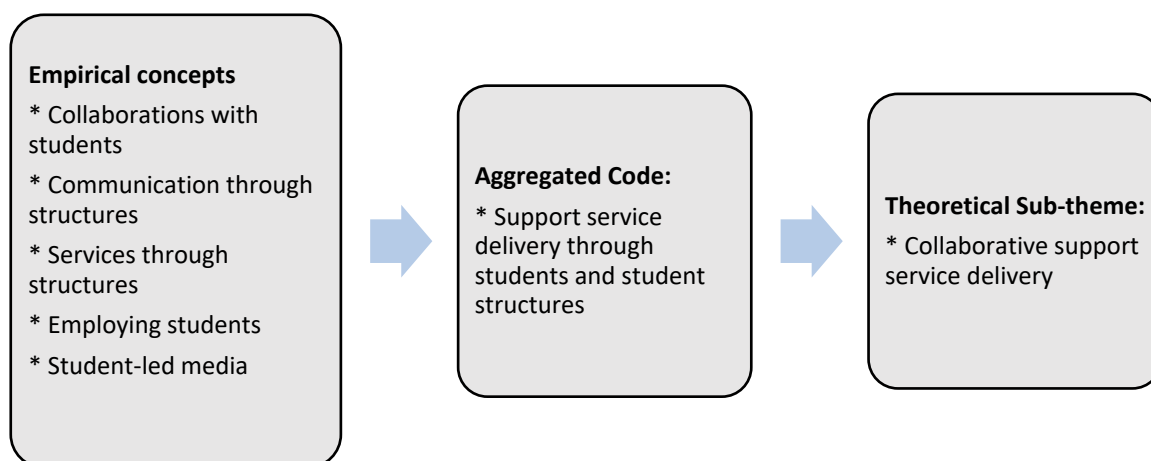 Empirical concepts
* Collaborations with
students
* Communication through
structures
* Services through
structures
* Employing students
* Student-led media
Aggregated Code:
* Support service
delivery through
students and student
structures
Theoretical Sub-theme:
* Collaborative support
service delivery